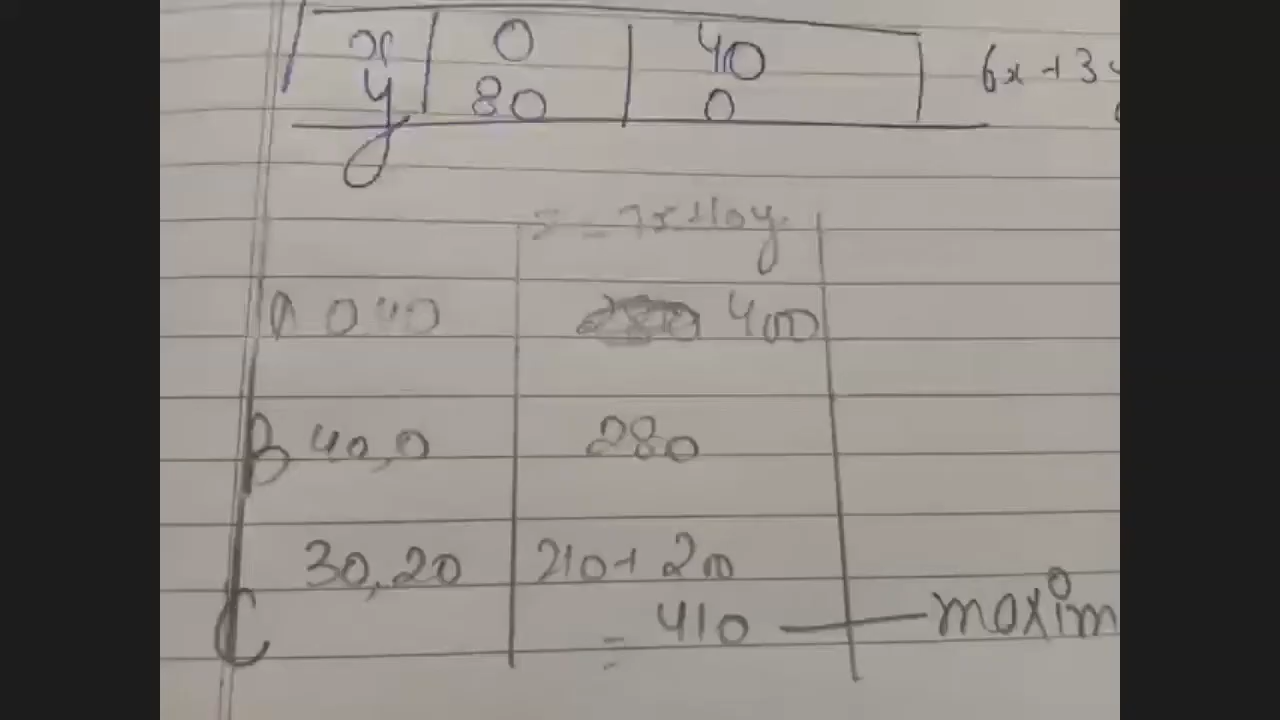 x 0 40 6x + 3y
y 80 0
Z = 7x + 10y
A 0 40 400
B 40,0 280
C 30,20 210 + 200
= 410 — maxim